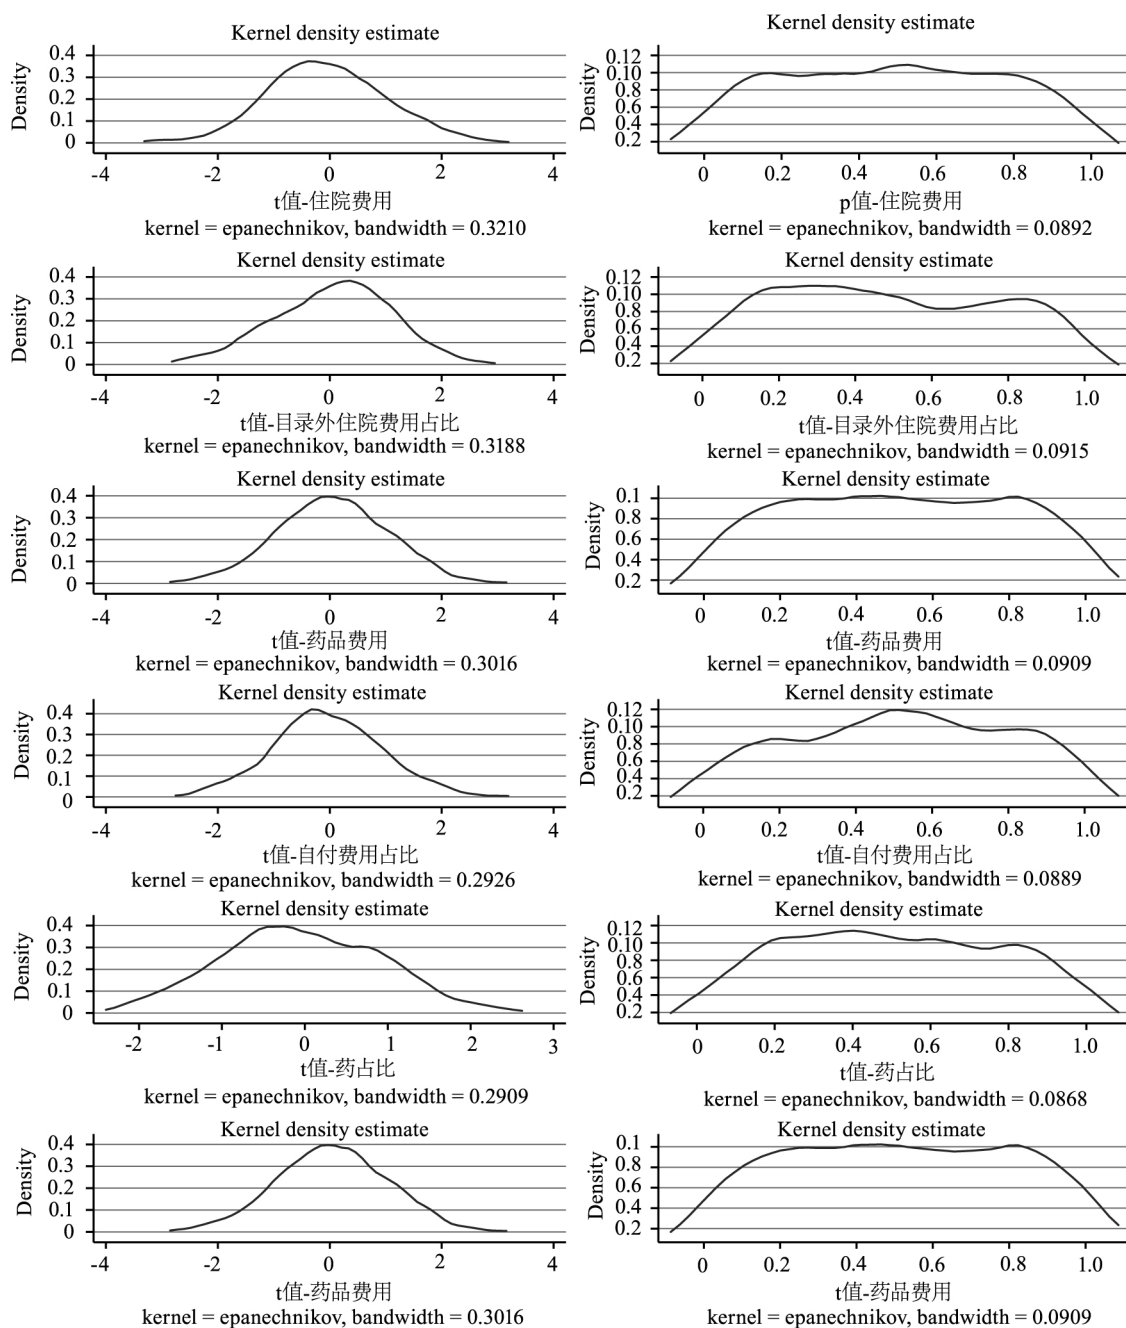 Kernel density estimate
Density
0.4
0.3
0.2
0.1
0
-4
-2
0
2
4
t值-住院费用
kernel = epanechnikov, bandwidth = 0.3210
Kernel density estimate
Density
0.12
0.10
0.8
0.6
0.4
0.2
0
0.2
0.4
0.6
0.8
1.0
p值-住院费用
kernel = epanechnikov, bandwidth = 0.0892
Kernel density estimate
Density
0.4
0.3
0.2
0.1
0
-4
-2
0
2
4
t值-目录外住院费用占比
kernel = epanechnikov, bandwidth = 0.3188
Kernel density estimate
Density
0.12
0.10
0.8
0.6
0.4
0.2
0
0.2
0.4
0.6
0.8
1.0
t值-目录外住院费用占比
kernel = epanechnikov, bandwidth = 0.0915
Kernel density estimate
Density
0.4
0.3
0.2
0.1
0
-4
-2
0
2
4
t值-药品费用
kernel = epanechnikov, bandwidth = 0.3016
Kernel density estimate
Density
0.1
0.8
0.6
0.4
0.2
0
0.2
0.4
0.6
0.8
1.0
t值-药品费用
kernel = epanechnikov, bandwidth = 0.0909
Kernel density estimate
Density
0.4
0.3
0.2
0.1
0
-4
-2
0
2
4
t值-自付费用占比
kernel = epanechnikov, bandwidth = 0.2926
Kernel density estimate
Density
0.12
0.10
0.8
0.4
0.2
0
0.2
0.4
0.6
0.8
1.0
t值-自付费用占比
kernel = epanechnikov, bandwidth = 0.0889
Kernel density estimate
Density
0.4
0.3
0.2
0.1
0
-2
-1
0
1
2
3
t值-药占比
kernel = epanechnikov, bandwidth = 0.2909
Kernel density estimate
Density
0.12
0.10
0.8
0.6
0.4
0.2
0
0.2
0.4
0.6
0.8
1.0
t值-药占比
kernel = epanechnikov, bandwidth = 0.0868
Kernel density estimate
Density
0.4
0.3
0.2
0.1
0
-4
-2
0
2
4
t值-药品费用
kernel = epanechnikov, bandwidth = 0.3016
Kernel density estimate
Density
0.1
0.8
0.6
0.4
0.2
0
0.2
0.4
0.6
0.8
1.0
t值-药品费用
kernel = epanechnikov, bandwidth = 0.0909